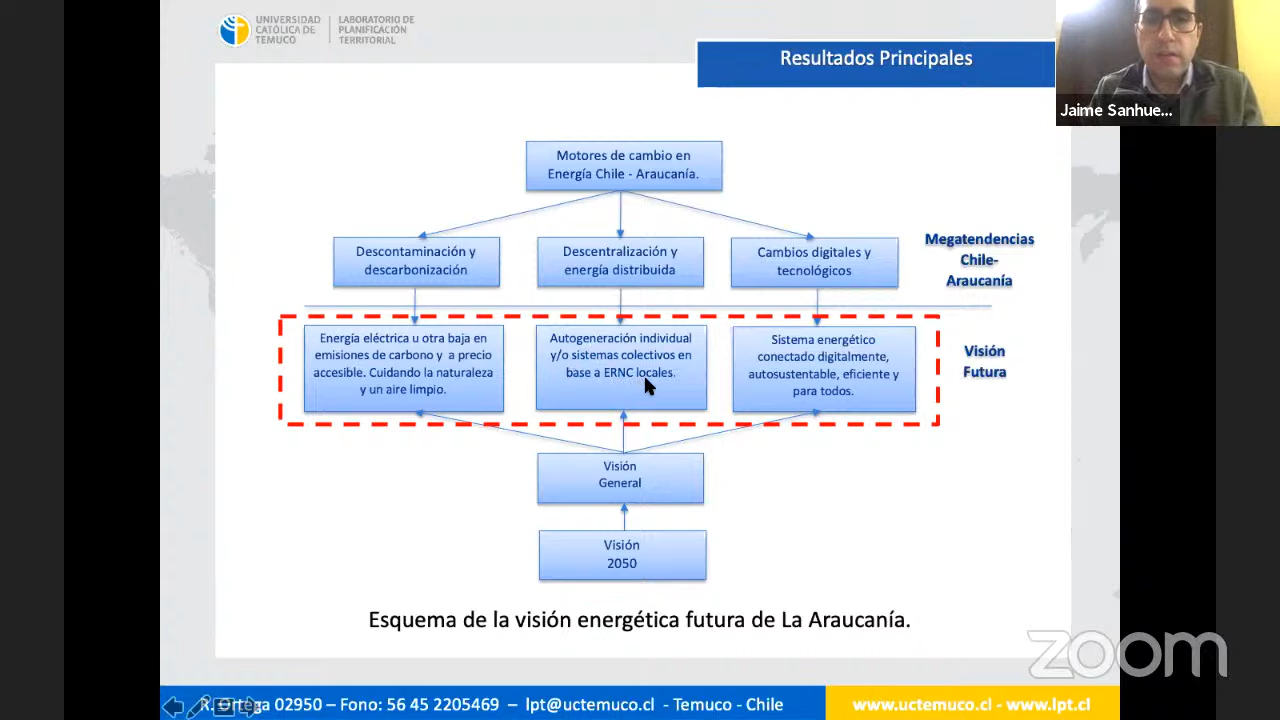 UNIVERSIDAD
CATÓLICA DE
TEMUCO
LABORATORIO DE
PLANIFICACIÓN
TERRITORIAL
Resultados Principales
Jaime Sanhue...
Motores de cambio en
Energía Chile - Araucanía.
Descontaminación y
descarbonización
Descentralización y
energía distribuida
Cambios digitales y
tecnológicos
Megatendencias
Chile-
Araucanía
Energía eléctrica u otra baja en
emisiones de carbono y a precio
accesible. Cuidando la naturaleza
y un aire limpio.
Autogeneración individual
y/o sistemas colectivos en
base a ERNC locales.
Sistema energético
conectado digitalmente,
autosustentable, eficiente y
para todos.
Visión
Futura
Visión
General
Visión
2050
Esquema de la visión energética futura de La Araucanía.
zoom
R. Ortega 02950 – Fono: 56 45 2205469 – lpt@uctemuco.cl - Temuco - Chile
www.uctemuco.cl - www.lpt.cl